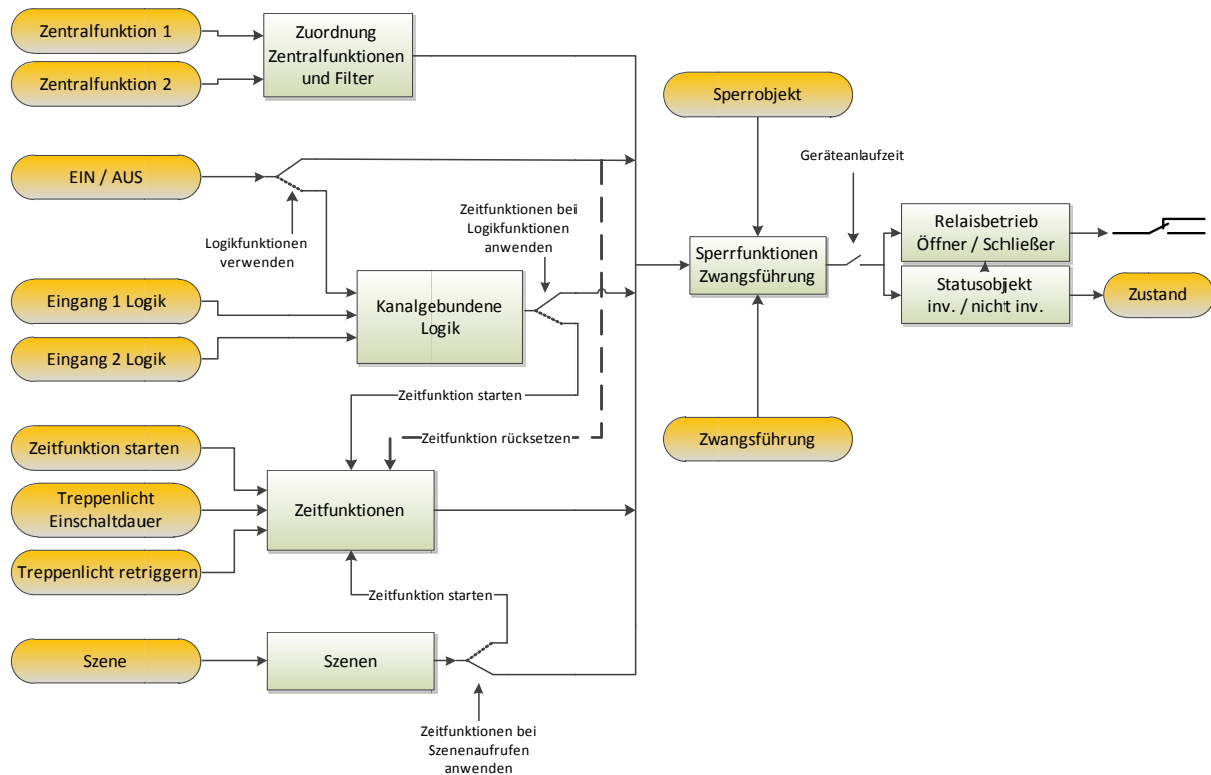 Zentralfunktion 1
Zentralfunktion 2
Zuordnung
Zentralfunktionen
und Filter
Sperrobjekt
Geräteanlaufzeit
EIN / AUS
Logikfunktionen
verwenden
Zeitfunktionen bei
Logikfunktionen
anwenden
Sperrfunktionen
Zwangsführung
Relaisbetrieb
Öffner / Schließer
Statusobjekt
inv. / nicht inv.
Zustand
Eingang 1 Logik
Eingang 2 Logik
Kanalgebundene
Logik
Zeitfunktion starten
Zeitfunktion rücksetzen
Zwangsführung
Zeitfunktion starten
Treppenlicht
Einschaltdauer
Treppenlicht retriggern
Zeitfunktionen
Zeitfunktion starten
Szene
Szenen
Zeitfunktionen bei
Szenenaufrufen
anwenden